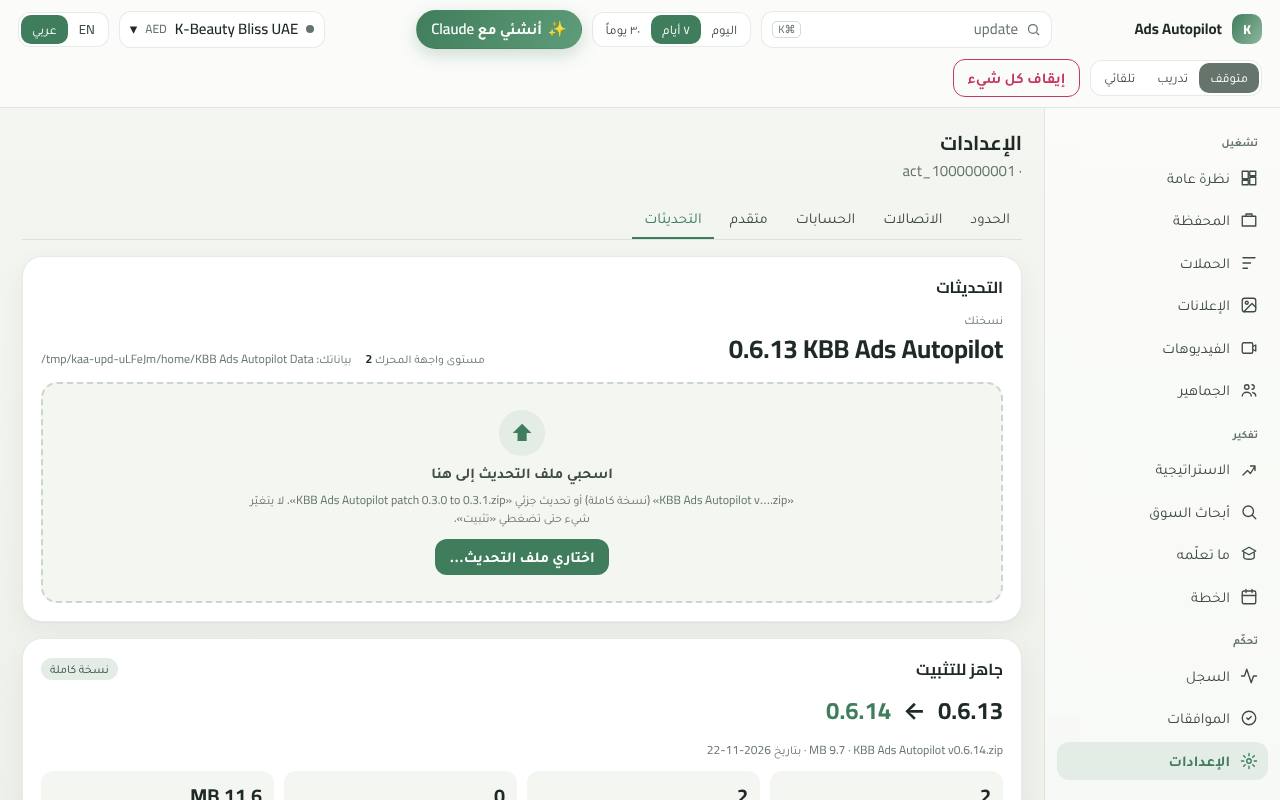 K
Ads Autopilot
update
⌘K
اليوم
٧ أيام
٣٠ يوماً
✨ أنشئي مع Claude
K-Beauty Bliss UAE AED ▾
EN
عربي
متوقف
تدريب
تلقائي
إيقاف كل شيء
تشغيل
نظرة عامة
المحفظة
الحملات
الإعلانات
الفيديوهات
الجماهير
تفكير
الاستراتيجية
أبحاث السوق
ما تعلّمه
الخطة
تحكّم
السجل
الموافقات
الإعدادات
الإعدادات
· act_1000000001
الحدود
الاتصالات
الحسابات
متقدم
التحديثات
التحديثات
نسختك
0.6.13 KBB Ads Autopilot
مستوى واجهة المحرك 2
بياناتك: /tmp/kaa-upd-uLFeJm/home/KBB Ads Autopilot Data
اسحبي ملف التحديث إلى هنا
«KBB Ads Autopilot v….zip» (نسخة كاملة) أو تحديث جزئي «KBB Ads Autopilot patch 0.3.0 to 0.3.1.zip». لا يتغيّر
شيء حتى تضغطي «تثبيت».
اختاري ملف التحديث...
جاهز للتثبيت
نسخة كاملة
0.6.13 ← 0.6.14
KBB Ads Autopilot v0.6.14.zip · 9.7 MB · بتاريخ 2026-11-22
2
2
0
11.6 MB